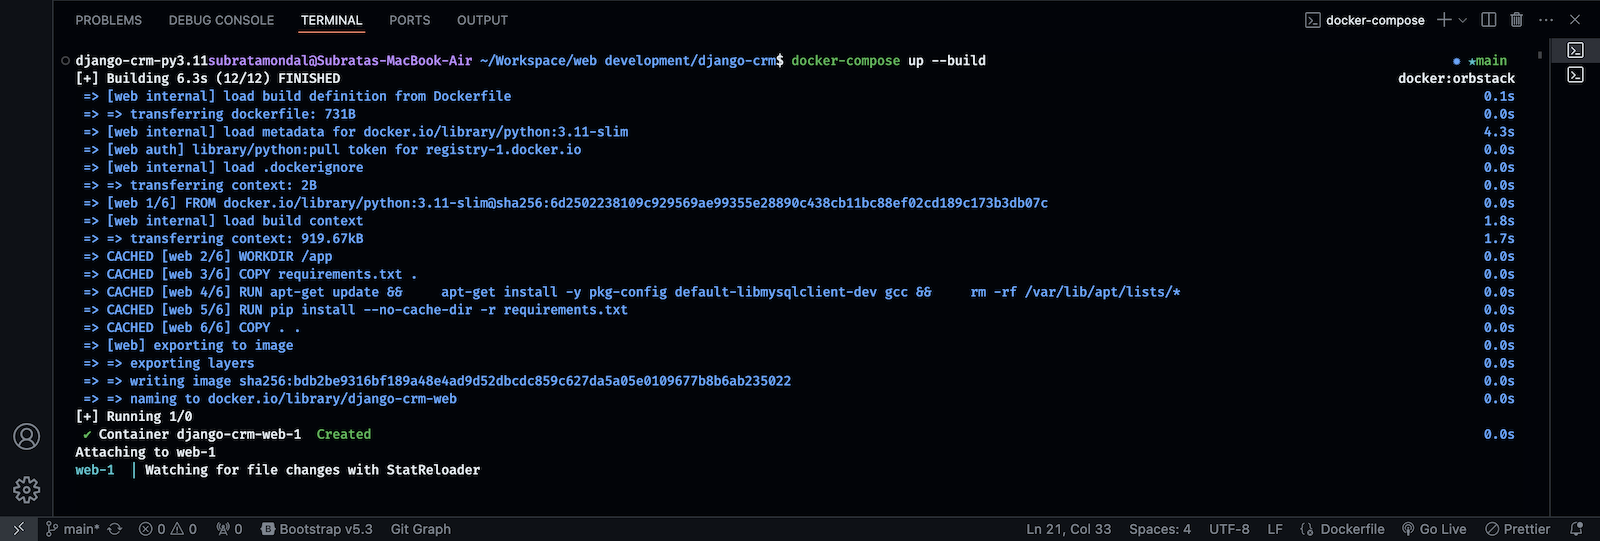 PROBLEMS DEBUG CONSOLE TERMINAL PORTS OUTPUT docker-compose
django-crm-py3.11subratamondal@Subratas-MacBook-Air ~/Workspace/web development/django-crm$ docker-compose up --build ★main
[+] Building 6.3s (12/12) FINISHED docker:orbstack
=> [web internal] load build definition from Dockerfile 0.1s
=> => transferring dockerfile: 731B 0.0s
=> [web internal] load metadata for docker.io/library/python:3.11-slim 4.3s
=> [web auth] library/python:pull token for registry-1.docker.io 0.0s
=> [web internal] load .dockerignore 0.0s
=> => transferring context: 2B 0.0s
=> [web 1/6] FROM docker.io/library/python:3.11-slim@sha256:6d2502238109c929569ae99355e28890c438cb11bc88ef02cd189c173b3db07c 0.0s
=> [web internal] load build context 1.8s
=> => transferring context: 919.67kB 1.7s
=> CACHED [web 2/6] WORKDIR /app 0.0s
=> CACHED [web 3/6] COPY requirements.txt . 0.0s
=> CACHED [web 4/6] RUN apt-get update &&     apt-get install -y pkg-config default-libmysqlclient-dev gcc &&     rm -rf /var/lib/apt/lists/* 0.0s
=> CACHED [web 5/6] RUN pip install --no-cache-dir -r requirements.txt 0.0s
=> CACHED [web 6/6] COPY . . 0.0s
=> [web] exporting to image 0.0s
=> => exporting layers 0.0s
=> => writing image sha256:bdb2be9316bf189a48e4ad9d52dbcdc859c627da5a05e0109677b8b6ab235022 0.0s
=> => naming to docker.io/library/django-crm-web 0.0s
[+] Running 1/0
✔ Container django-crm-web-1  Created 0.0s
Attaching to web-1
web-1  | Watching for file changes with StatReloader
main* 0 0 0 Bootstrap v5.3 Git Graph Ln 21, Col 33 Spaces: 4 UTF-8 LF Dockerfile Go Live Prettier